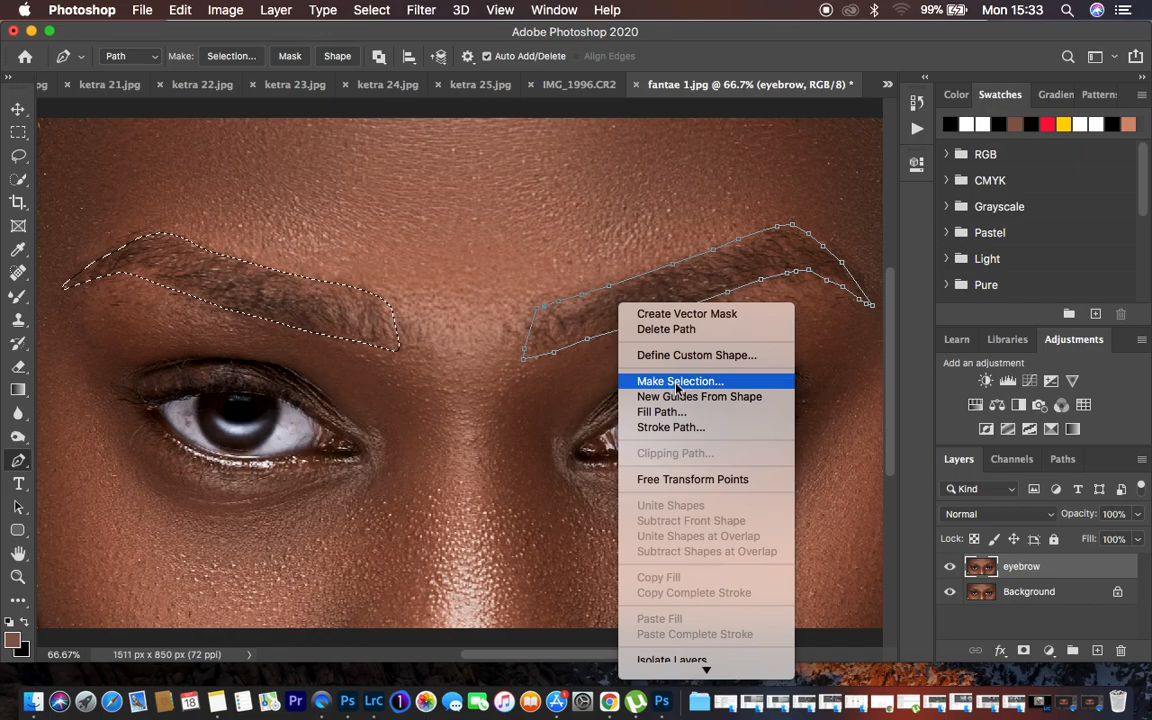 Photoshop File Edit Image Layer Type Select Filter 3D View Window Help 99% Mon 15:33
Adobe Photoshop 2020
Path Make: Selection... Mask Shape Auto Add/Delete Align Edges
pg ketra 21.jpg ketra 22.jpg ketra 23.jpg ketra 24.jpg ketra 25.jpg IMG_1996.CR2 fantae 1.jpg @ 66.7% (eyebrow, RGB/8) *
Color Swatches Gradien Pattern
RGB
CMYK
Grayscale
Pastel
Light
Pure
Create Vector Mask
Delete Path
Define Custom Shape...
Make Selection...
New Guides From Shape
Fill Path...
Stroke Path...
Clipping Path...
Free Transform Points
Unite Shapes
Subtract Front Shape
Unite Shapes at Overlap
Subtract Shapes at Overlap
Copy Fill
Copy Complete Stroke
Paste Fill
Paste Complete Stroke
Isolate Layers
Learn Libraries Adjustments
Add an adjustment
Layers Channels Paths
Kind
Normal Opacity: 100%
Lock: Fill: 100%
eyebrow
Background
66.67% 1511 px x 850 px (72 ppi)
18 Pr Ps Lrc 1 Ps